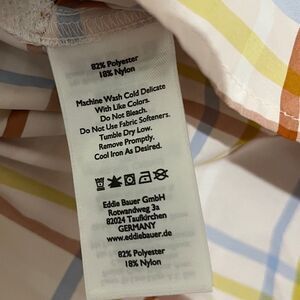 82% Polyester
18% Nylon
Machine Wash Cold Delicate
With Like Colors.
Do Not Bleach.
Do Not Use Fabric Softeners.
Tumble Dry Low.
Remove Promptly.
Cool Iron As Desired.
Eddie Bauer GmbH
Rotwandweg 3a
82024 Taufkirchen
GERMANY
www.eddiebauer.de
82% Polyester
18% Nylon